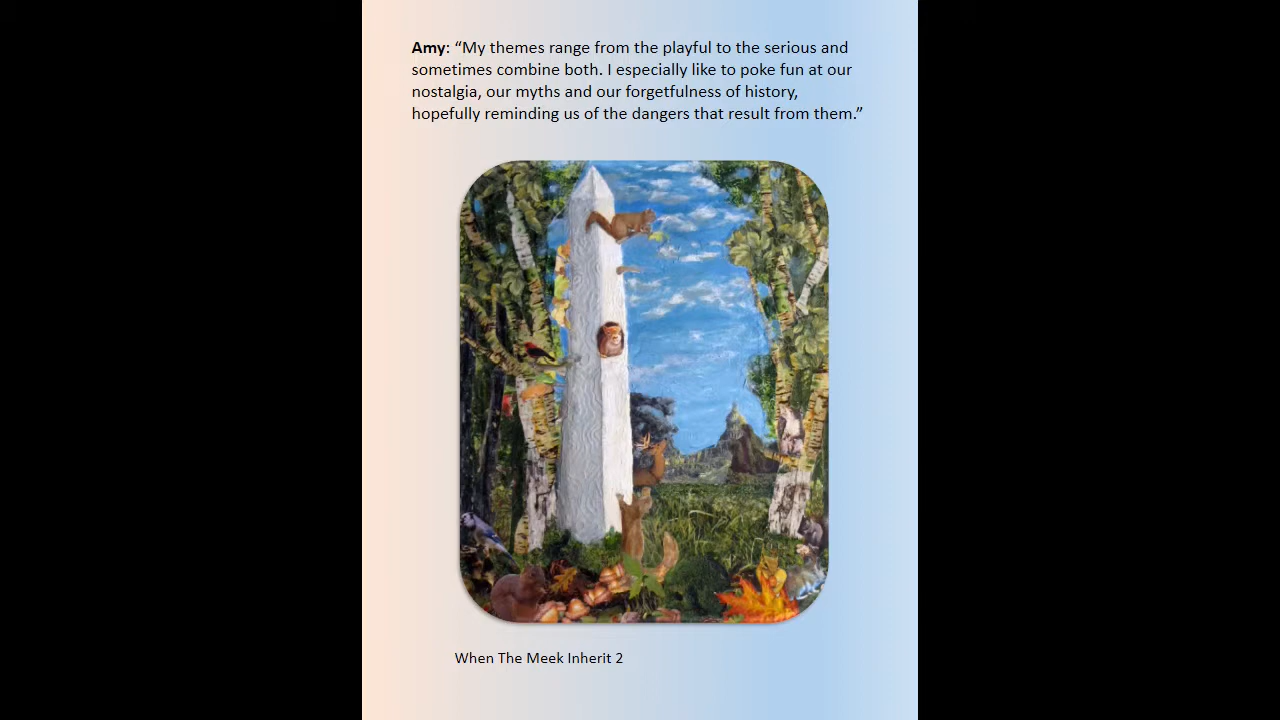 Amy: “My themes range from the playful to the serious and
sometimes combine both. I especially like to poke fun at our
nostalgia, our myths and our forgetfulness of history,
hopefully reminding us of the dangers that result from them.”
When The Meek Inherit 2